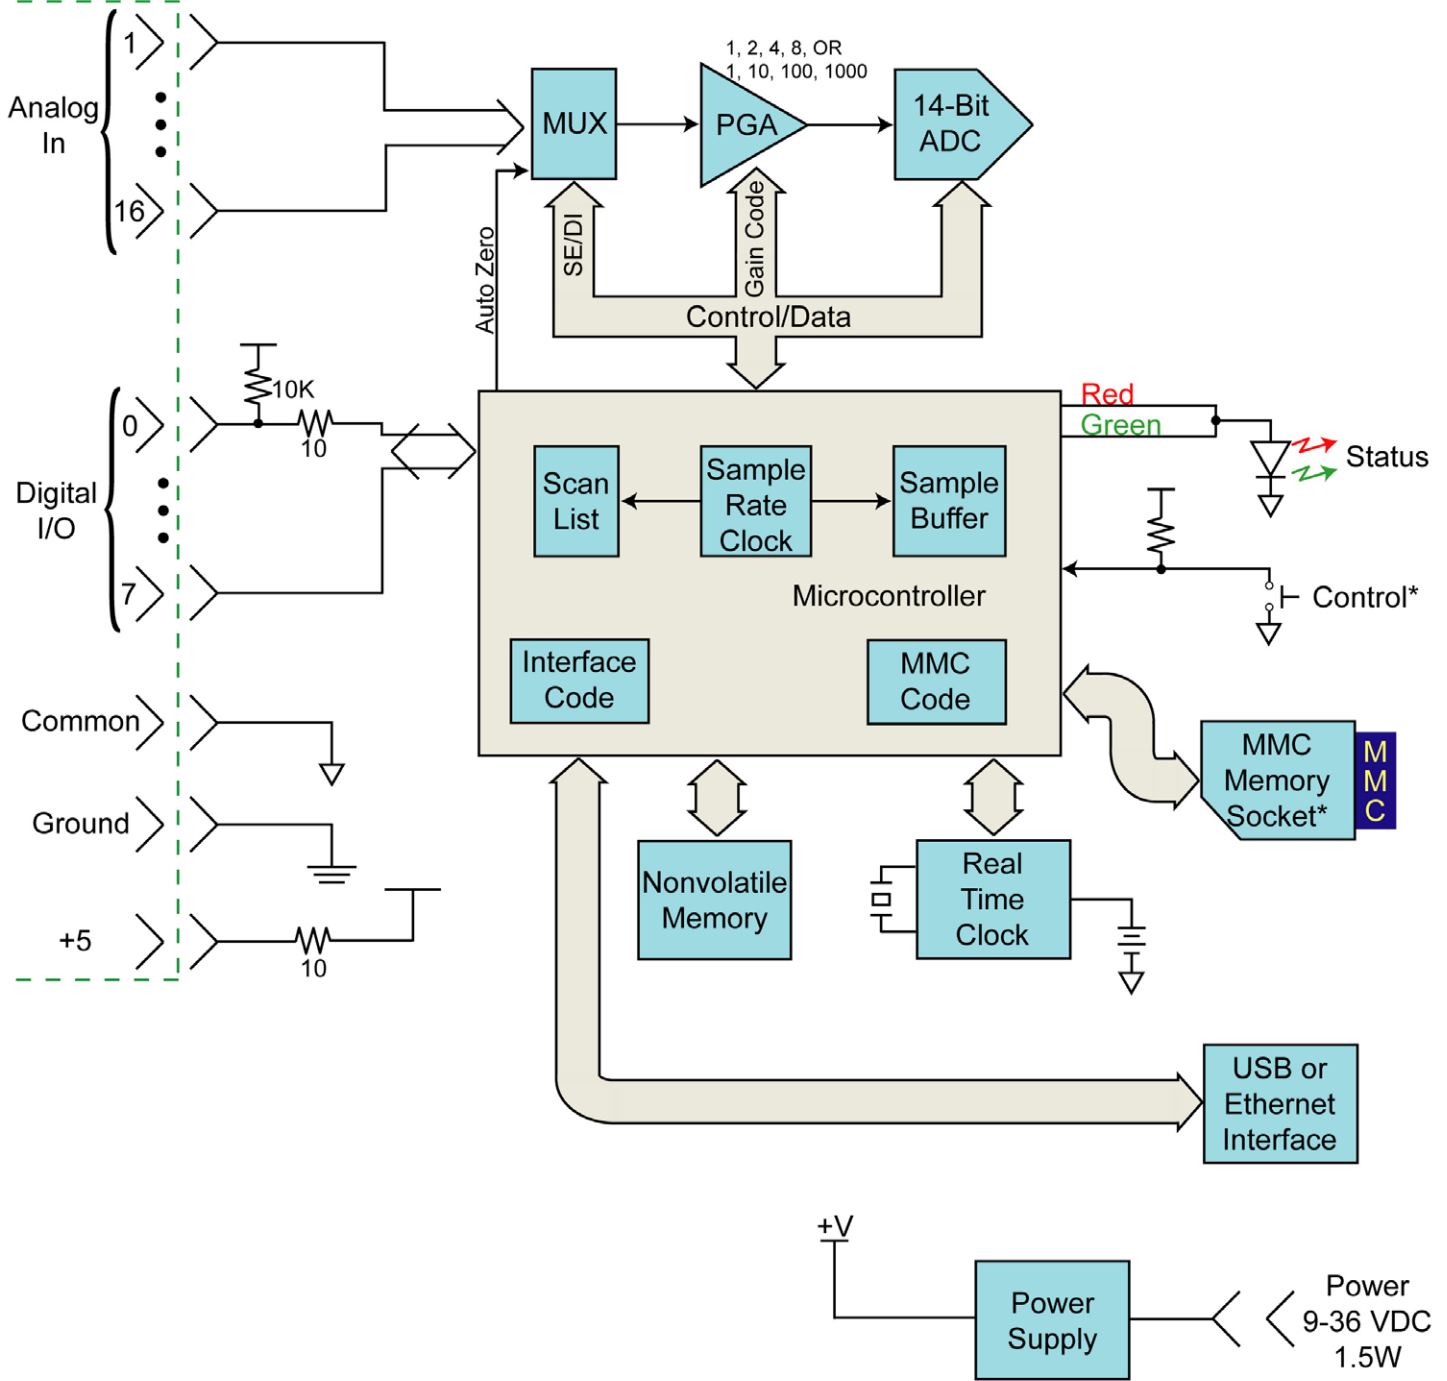 1
Analog
In
16
1, 2, 4, 8, OR
1, 10, 100, 1000
MUX
PGA
14-Bit
ADC
SE/DI
Gain Code
Auto Zero
Control/Data
10K
0
10
Digital
I/O
7
Red
Green
Status
Scan
List
Sample
Rate
Clock
Sample
Buffer
Microcontroller
Control*
Interface
Code
MMC
Code
Common
Ground
+5
10
MMC
Memory
Socket*
M
M
C
Nonvolatile
Memory
Real
Time
Clock
USB or
Ethernet
Interface
+V
Power
Supply
Power
9-36 VDC
1.5W